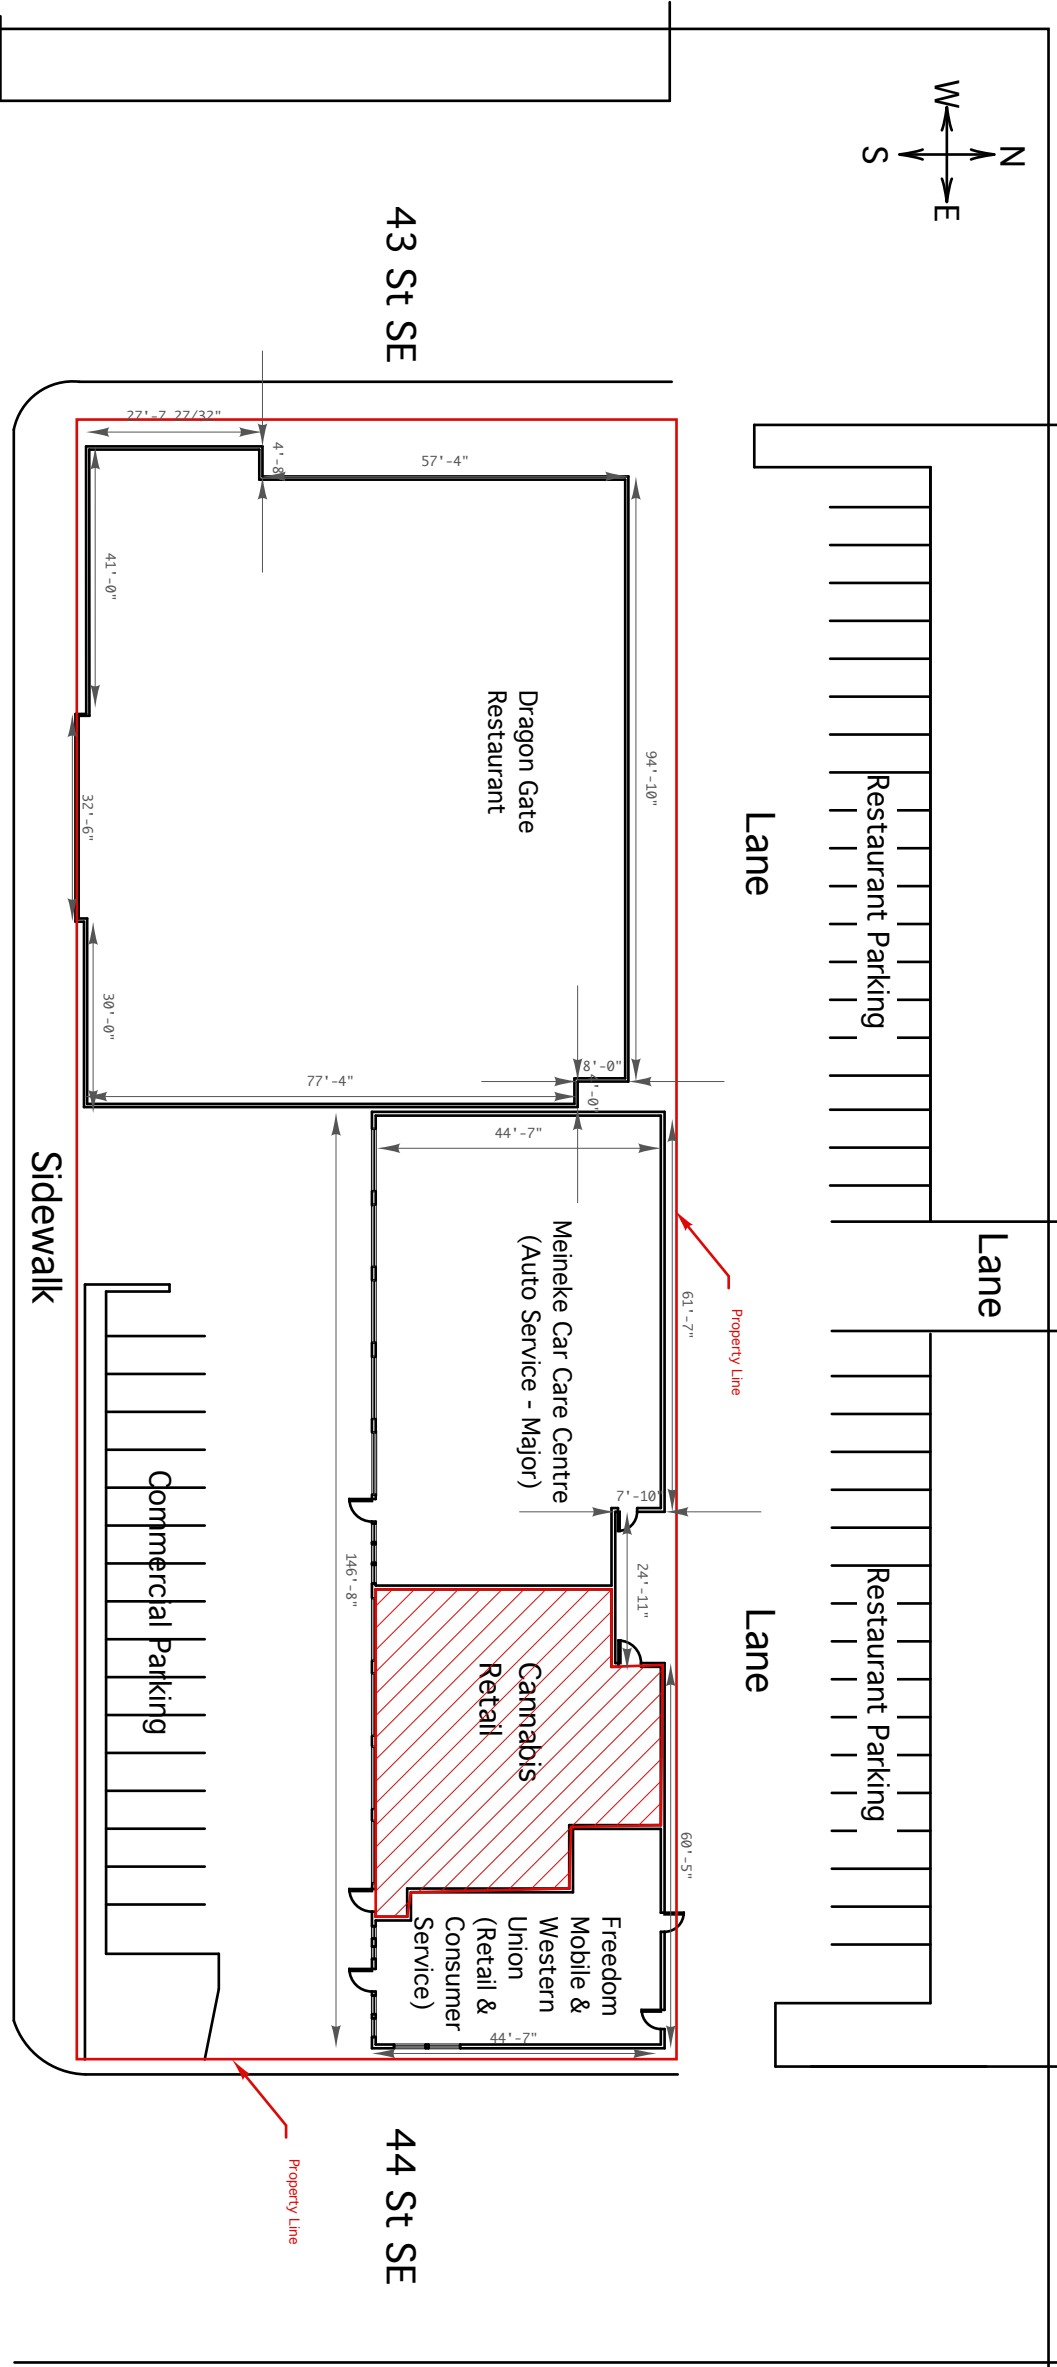 W
N
S
E
43 St SE
27'-7 27/32"
4'-8
57'-4"
41'-0"
94'-10"
Dragon Gate
Restaurant
32'-6"
30'-0"
77'-4"
8'-0"
Lane
Restaurant Parking
Lane
Sidewalk
44'-7"
Meineke Car Care Centre
(Auto Service - Major)
61'-7"
Property Line
7'-10"
24'-11"
146'-8"
Commercial Parking
Cannabis
Retail
Lane
Restaurant Parking
60'-5"
Freedom
Mobile &
Western
Union
(Retail &
Consumer
Service)
44'-7"
44 St SE
Property Line